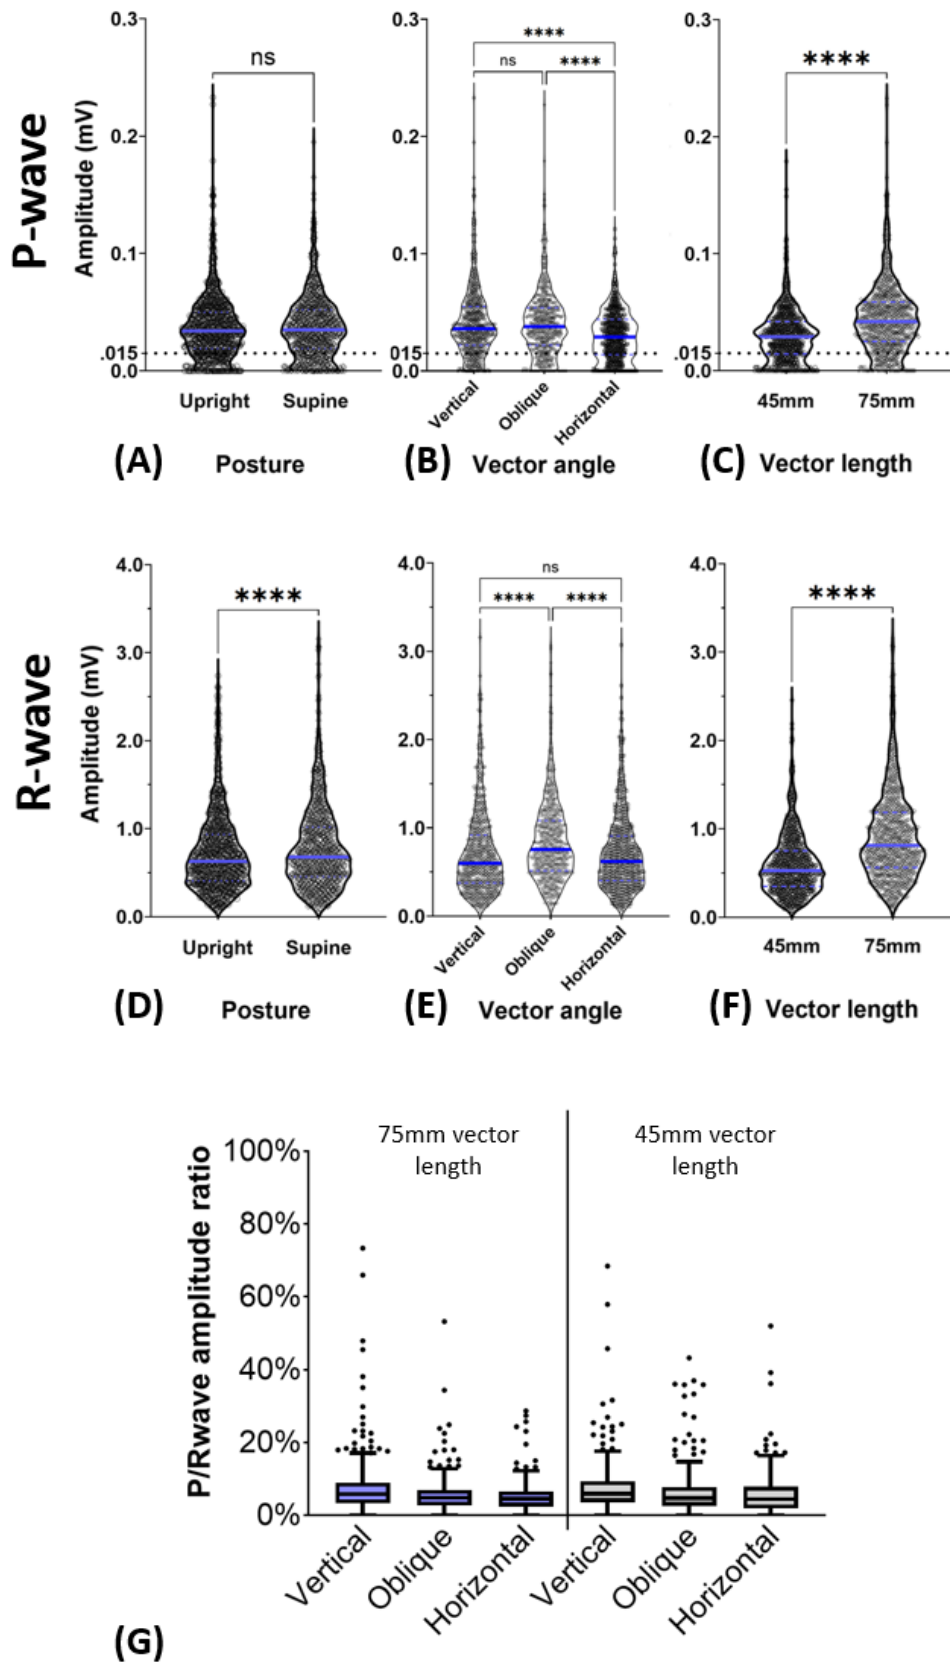 P-wave
Amplitude (mV)
0.3
0.2
0.1
.015
0.0
ns
Upright
Supine
(A)
Posture
0.3
0.2
0.1
.015
0.0
****
ns
****
Vertical
Oblique
Horizontal
(B)
Vector angle
0.3
0.2
0.1
.015
0.0
****
45mm
75mm
(C)
Vector length
R-wave
Amplitude (mV)
4.0
3.0
2.0
1.0
0.0
****
Upright
Supine
(D)
Posture
4.0
3.0
2.0
1.0
0.0
ns
****
****
Vertical
Oblique
Horizontal
(E)
Vector angle
4.0
3.0
2.0
1.0
0.0
****
45mm
75mm
(F)
Vector length
P/Rwave amplitude ratio
100%
80%
60%
40%
20%
0%
75mm vector
length
45mm vector
length
Vertical
Oblique
Horizontal
Vertical
Oblique
Horizontal
(G)